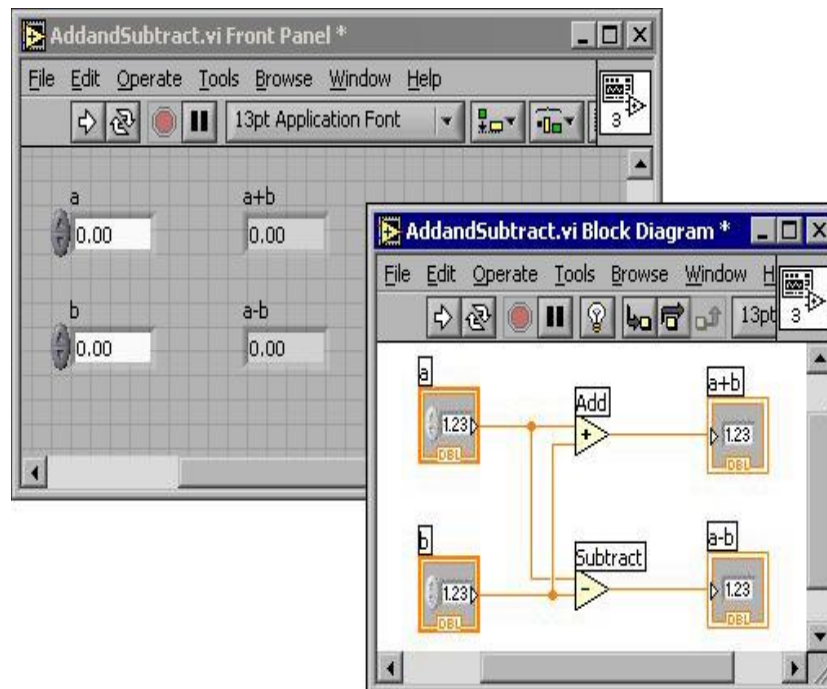 AddandSubtract.vi Front Panel *
File Edit Operate Tools Browse Window Help
13pt Application Font
3
a
0.00
a+b
0.00
b
0.00
a-b
0.00
AddandSubtract.vi Block Diagram *
File Edit Operate Tools Browse Window H
13pt
3
a
1.23
DBL
Add
+
a+b
1.23
DBL
b
1.23
DBL
Subtract
-
a-b
1.23
DBL